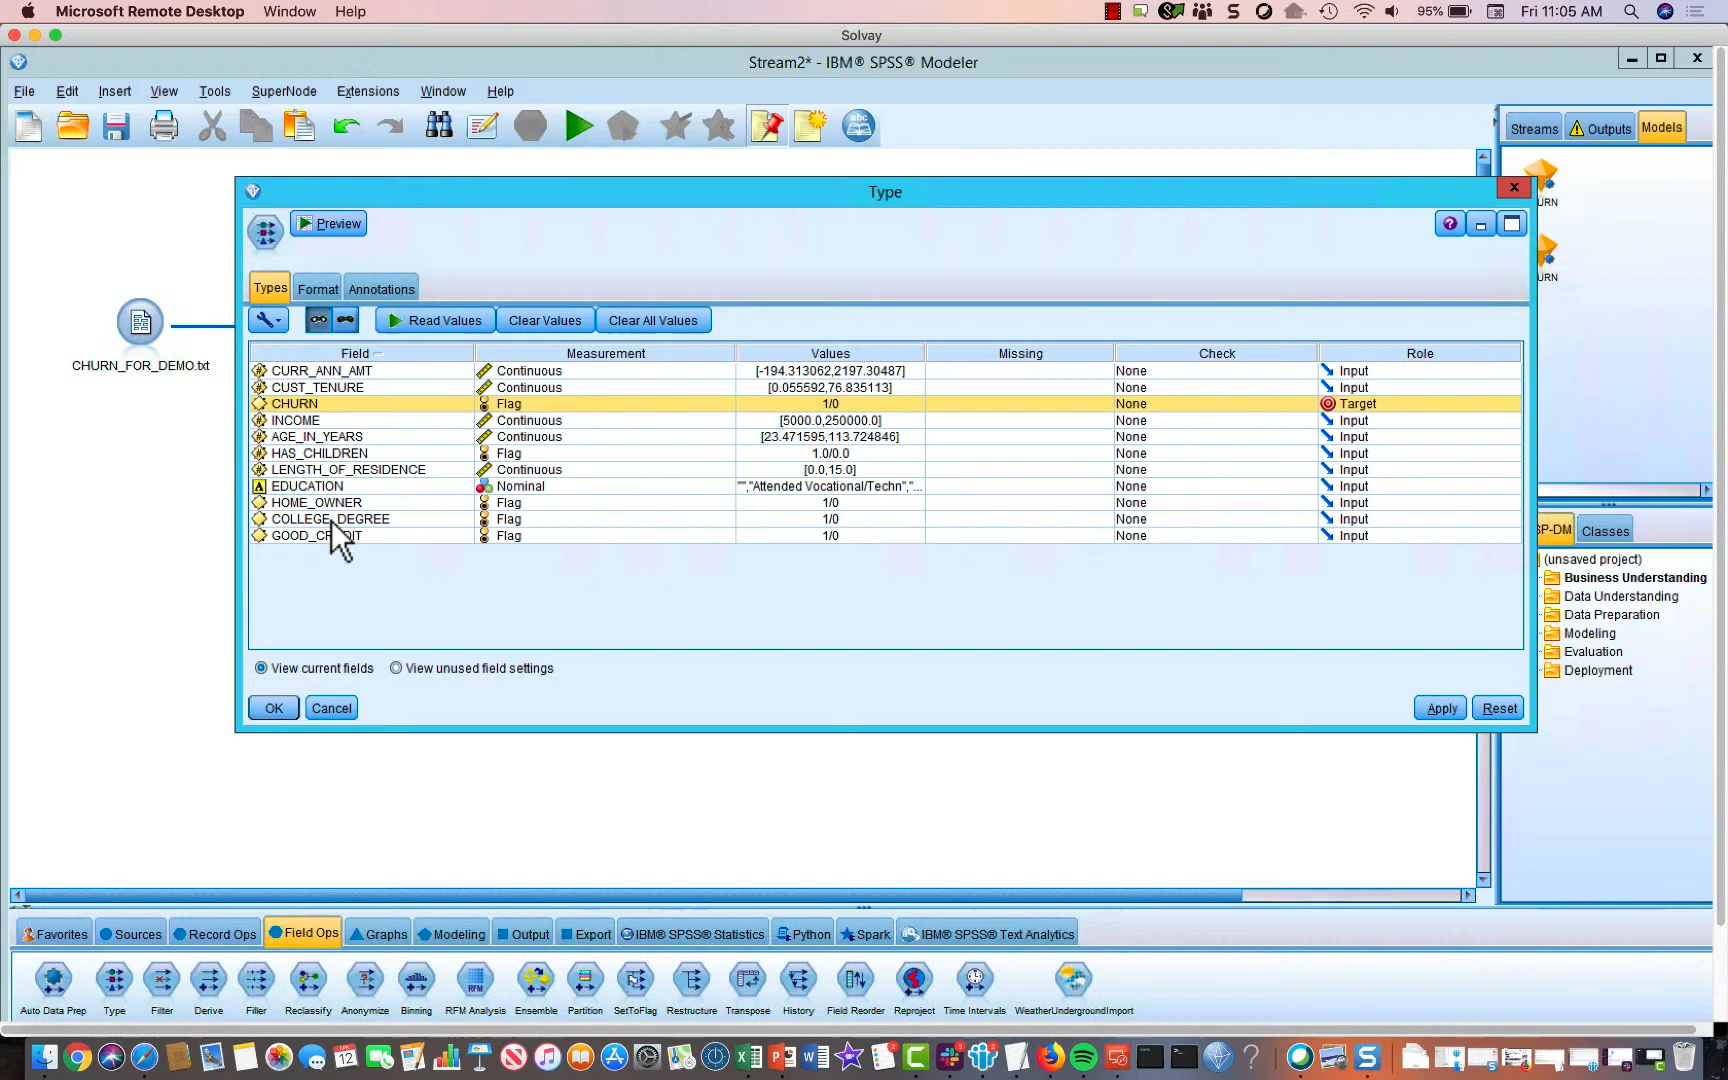 Microsoft Remote Desktop Window Help 95% Fri 11:05 AM
Solvay
Stream2* - IBM® SPSS® Modeler
File Edit Insert View Tools SuperNode Extensions Window Help
Streams Outputs Models
Type
Preview
URN
Types Format Annotations
URN
Read Values Clear Values Clear All Values
Field Measurement Values Missing Check Role
CURR_ANN_AMT Continuous [-194.313062,2197.30487] None Input
CUST_TENURE Continuous [0.055592,76.835113] None Input
CHURN Flag 1/0 None Target
INCOME Continuous [5000.0,250000.0] None Input
AGE_IN_YEARS Continuous [23.471595,113.724846] None Input
HAS_CHILDREN Flag 1.0/0.0 None Input
LENGTH_OF_RESIDENCE Continuous [0.0,15.0] None Input
EDUCATION Nominal "","Attended Vocational/Techn","... None Input
HOME_OWNER Flag 1/0 None Input
COLLEGE_DEGREE Flag 1/0 None Input
GOOD_CREDIT Flag 1/0 None Input
CHURN_FOR_DEMO.txt
SP-DM Classes
(unsaved project)
Business Understanding
Data Understanding
Data Preparation
Modeling
Evaluation
Deployment
View current fields View unused field settings
OK Cancel Apply Reset
Favorites Sources Record Ops Field Ops Graphs Modeling Output Export IBM® SPSS® Statistics Python Spark IBM® SPSS® Text Analytics
RFM
Auto Data Prep Type Filter Derive Filler Reclassify Anonymize Binning RFM Analysis Ensemble Partition SetToFlag Restructure Transpose History Field Reorder Reproject Time Intervals WeatherUndergroundImport